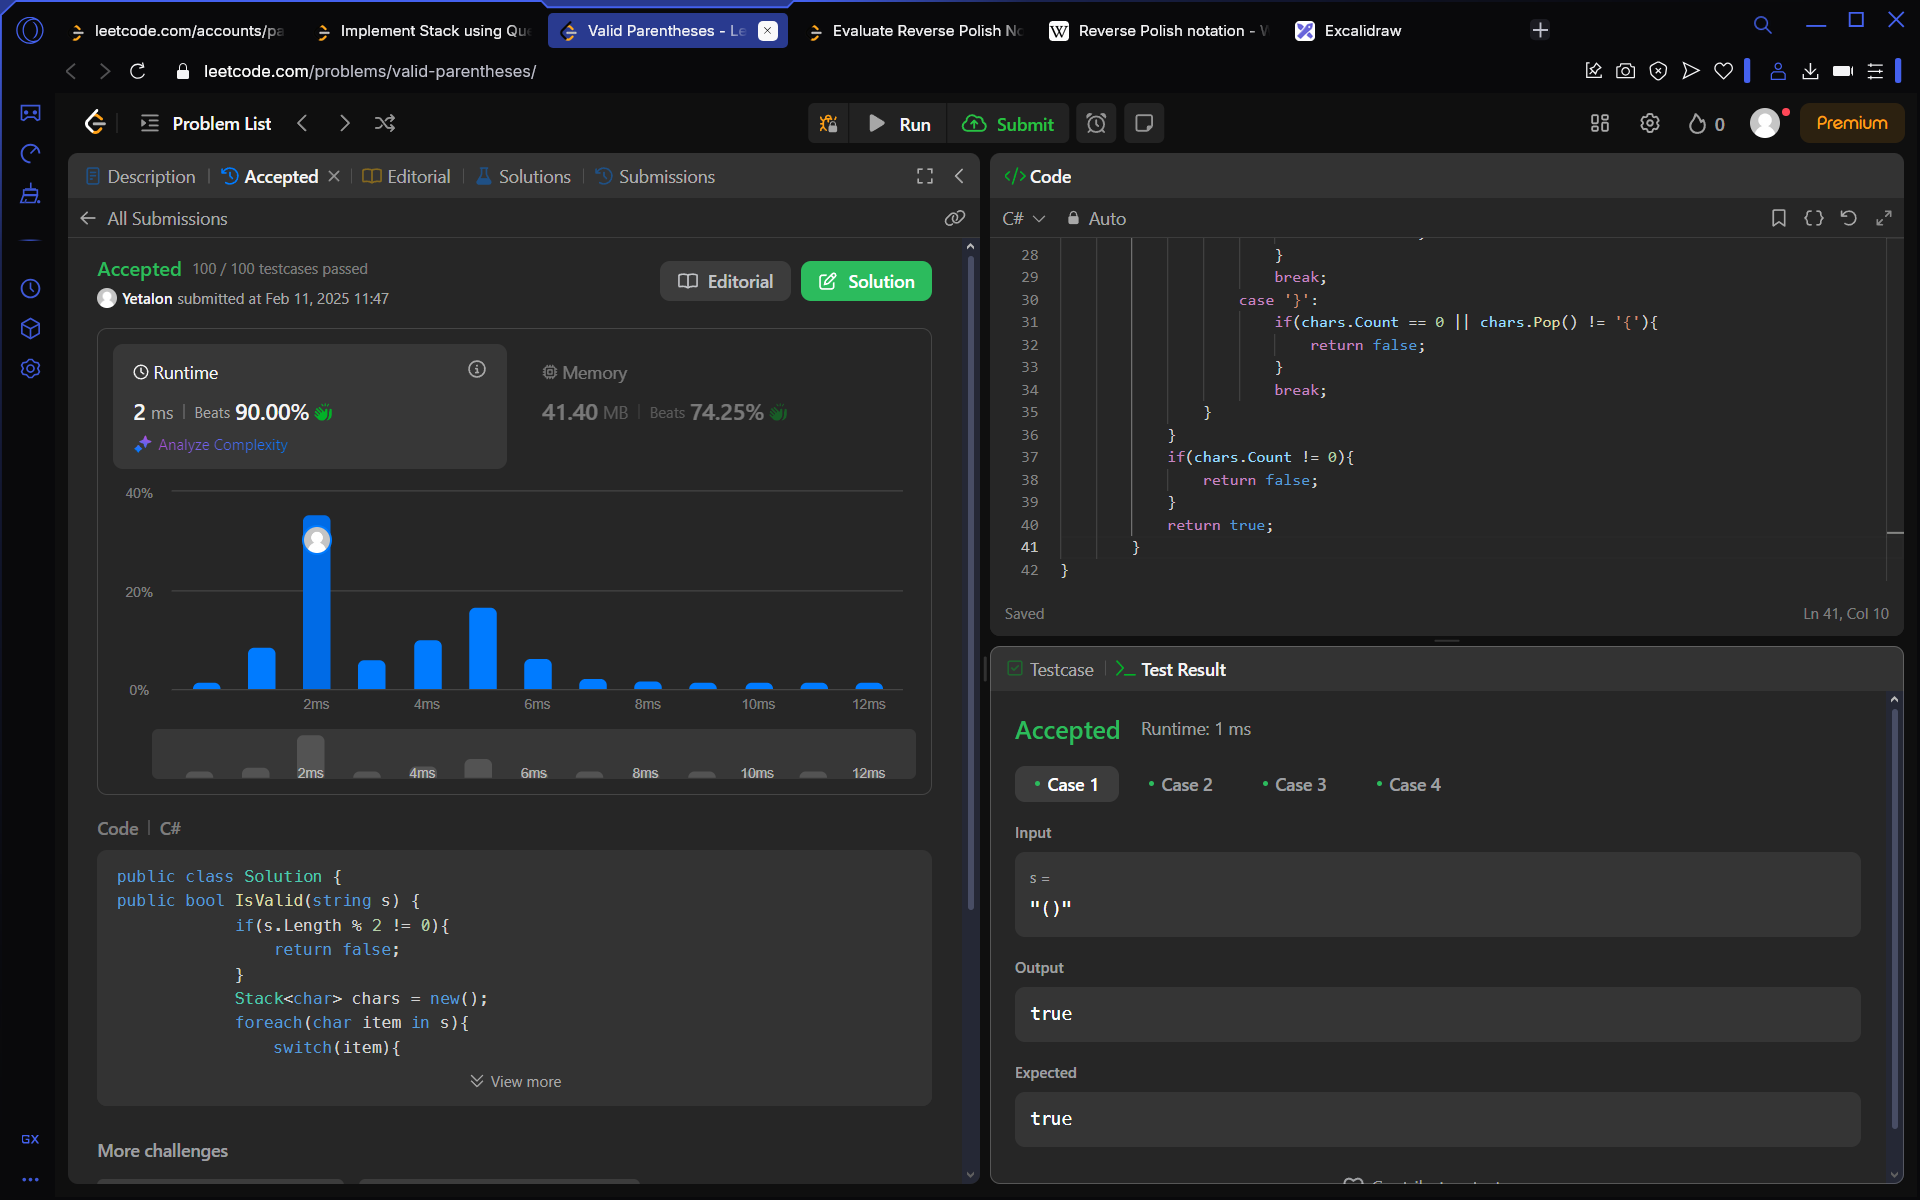 leetcode.com/accounts/pa
Implement Stack using Que
Valid Parentheses - Le
Evaluate Reverse Polish No
Reverse Polish notation - W
Excalidraw
leetcode.com/problems/valid-parentheses/
Problem List
Run
Submit
0
Premium
Description
Accepted
Editorial
Solutions
Submissions
All Submissions
Accepted 100 / 100 testcases passed
Yetalon submitted at Feb 11, 2025 11:47
Editorial
Solution
Runtime
2 ms | Beats 90.00%
Analyze Complexity
Memory
41.40 MB | Beats 74.25%
40%
20%
0%
2ms 4ms 6ms 8ms 10ms 12ms
2ms 4ms 6ms 8ms 10ms 12ms
Code | C#
public class Solution {
public bool IsValid(string s) {
if(s.Length % 2 != 0){
return false;
}
Stack<char> chars = new();
foreach(char item in s){
switch(item){
View more
More challenges
GX
Code
C#
Auto
28 }
29 break;
30 case '}':
31 if(chars.Count == 0 || chars.Pop() != '{'){
32 return false;
33 }
34 break;
35 }
36 }
37 if(chars.Count != 0){
38 return false;
39 }
40 return true;
41 }
42 }
Saved
Ln 41, Col 10
Testcase
Test Result
Accepted Runtime: 1 ms
Case 1
Case 2
Case 3
Case 4
Input
s =
"()"
Output
true
Expected
true